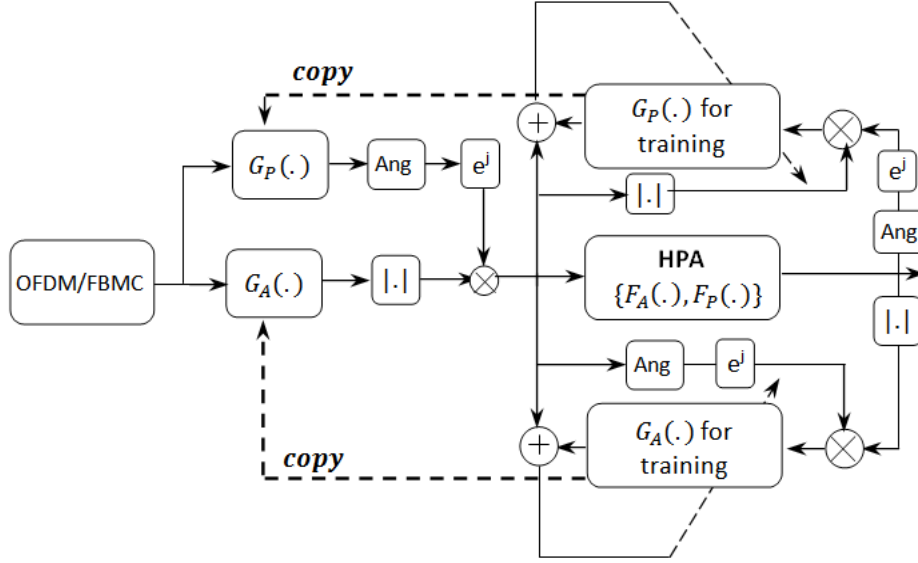 copy
G_P(.) for
training
+
G_P(.)
Ang
e^j
e^j
|.|
Ang
OFDM/FBMC
G_A(.)
|.|
HPA
{F_A(.), F_P(.)}
|.|
Ang
e^j
+
G_A(.) for
training
copy